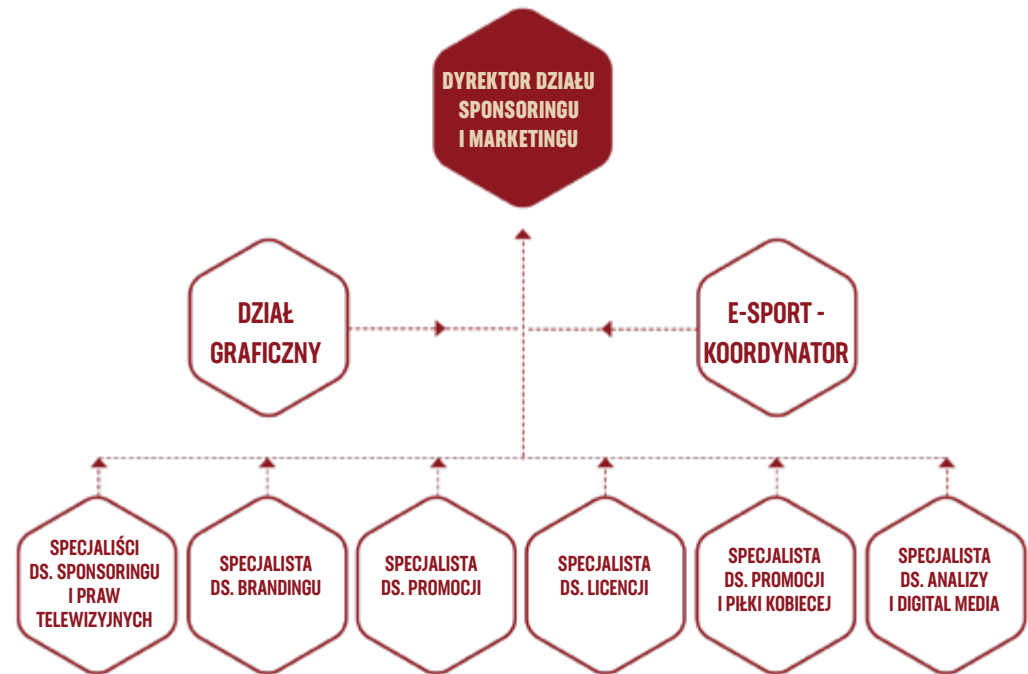 DYREKTOR DZIAŁU
SPONSORINGU
I MARKETINGU
DZIAŁ
GRAFICZNY
E-SPORT -
KOORDYNATOR
SPECJALIŚCI
DS. SPONSORINGU
I PRAW
TELEWIZYJNYCH
SPECJALISTA
DS. BRANDINGU
SPECJALISTA
DS. PROMOCJI
SPECJALISTA
DS. LICENCJI
SPECJALISTA
DS. PROMOCJI
I PIŁKI KOBIECEJ
SPECJALISTA
DS. ANALIZY
I DIGITAL MEDIA